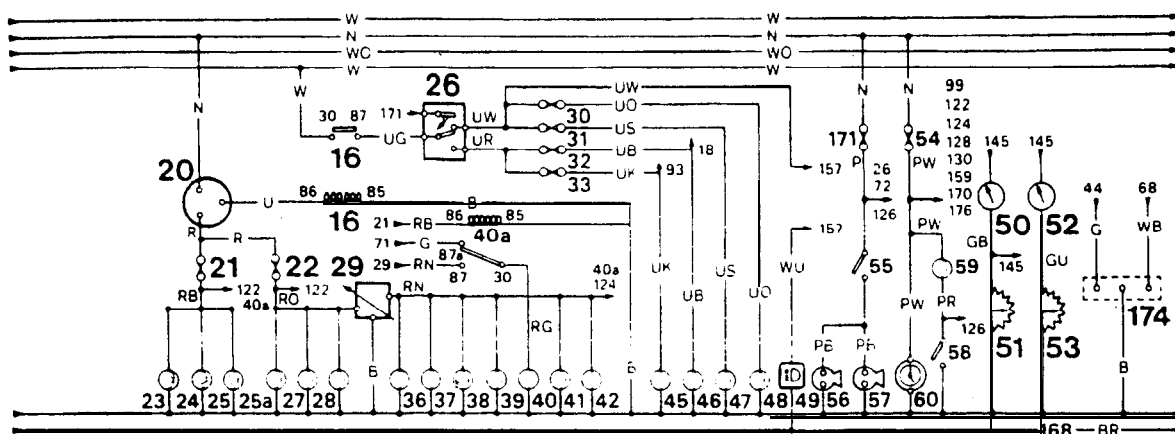 W W
N N
WO WO
W W
W N 26 UW N N 99
171 UW UO 30 122
30 87 UG UR US 31 171 54 124
16 UB 32 18 P PW 128
20 UK 33 93 157 26 130 145 145
86 85 72 159
U B 126 170 44 68
16 21 RB 86 85 176 50 52
R R 40a 157 PW G WB
71 G 87a GB
21 22 29 29 RN 87 30 40a UK US WU 55 59 145 GU
RB 122 RO 122 RN 124 174
40a UB UO PW PR
RG 126 51 53
B B PB PB 58 B
iD
23 24 25 25a 27 28 36 37 38 39 40 41 42 45 46 47 48 49 56 57 60
168 BR